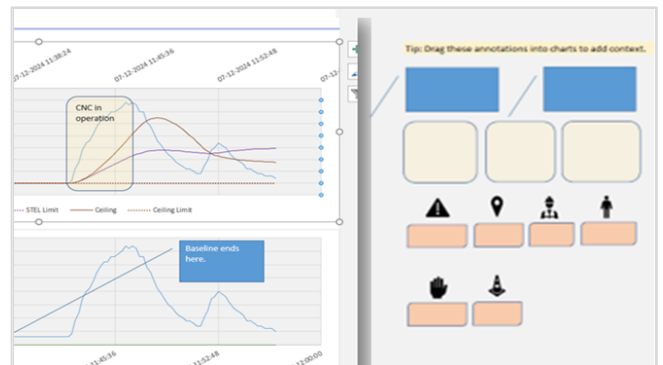 07-12-2024 11:38:24
07-12-2024 11:45:36
07-12-2024 11:52:48
07-12-
CNC in
operation
STEL Limit
Ceiling
Ceiling Limit
Baseline ends
here.
11:45:36
11:52:48
12:00:00
Tip: Drag these annotations into charts to add context.